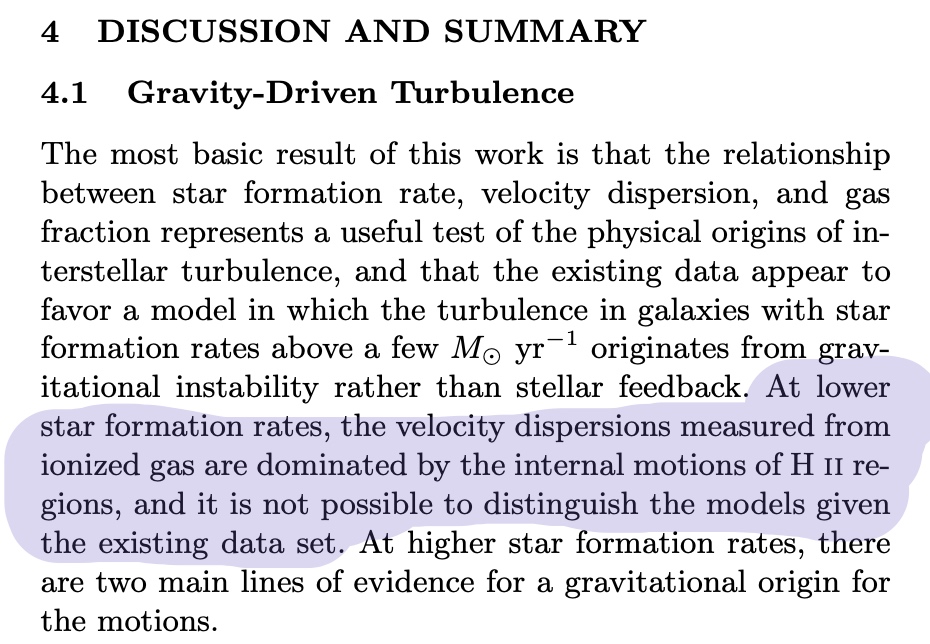 4 DISCUSSION AND SUMMARY
4.1 Gravity-Driven Turbulence
The most basic result of this work is that the relationship
between star formation rate, velocity dispersion, and gas
fraction represents a useful test of the physical origins of in-
terstellar turbulence, and that the existing data appear to
favor a model in which the turbulence in galaxies with star
formation rates above a few M⊙ yr−1 originates from grav-
itational instability rather than stellar feedback. At lower
star formation rates, the velocity dispersions measured from
ionized gas are dominated by the internal motions of H II re-
gions, and it is not possible to distinguish the models given
the existing data set. At higher star formation rates, there
are two main lines of evidence for a gravitational origin for
the motions.